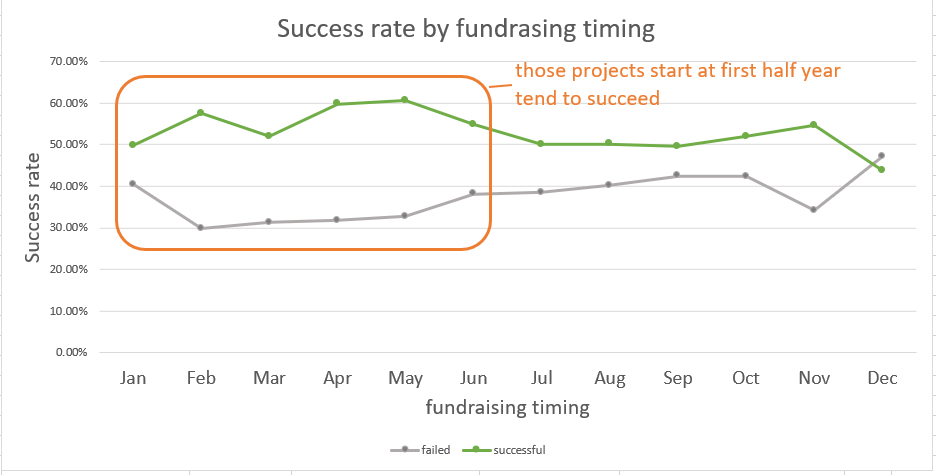 Success rate by fundrasing timing
those projects start at first half year
tend to succeed
70.00%
60.00%
50.00%
40.00%
30.00%
20.00%
10.00%
0.00%
Success rate
Jan Feb Mar Apr May Jun Jul Aug Sep Oct Nov Dec
fundraising timing
failed successful